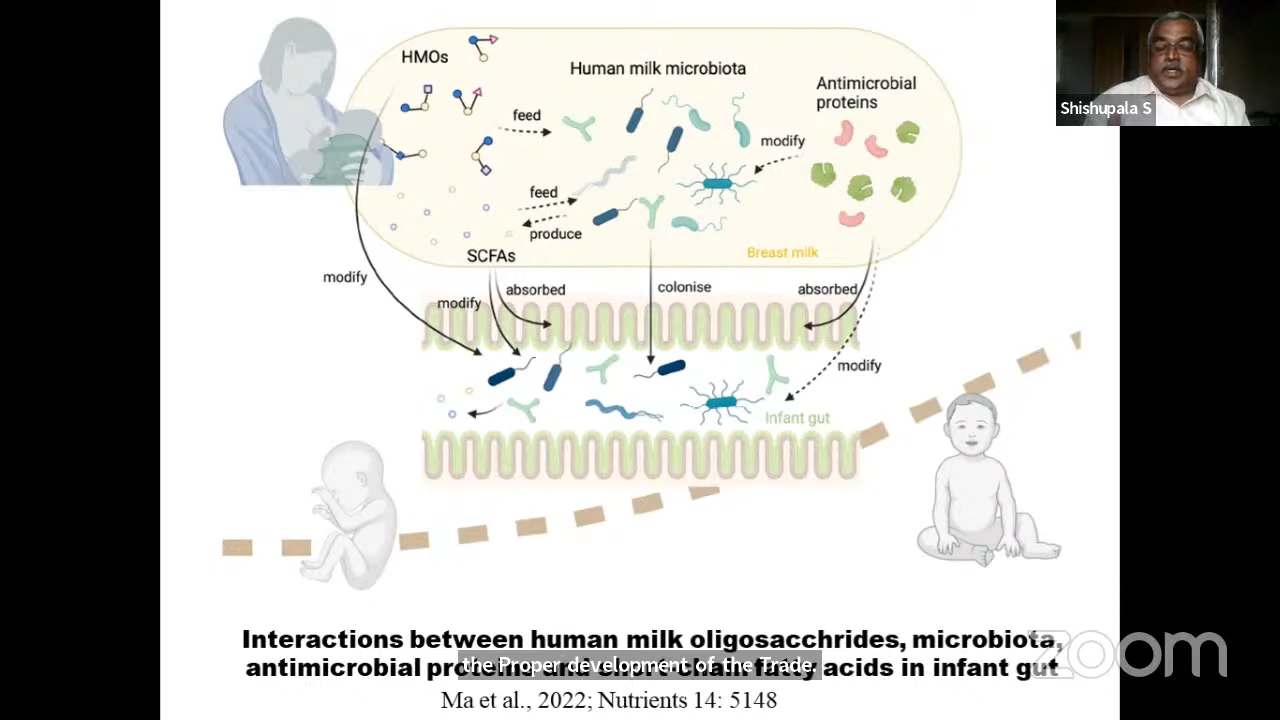 HMOs
Human milk microbiota
Antimicrobial
proteins
Shishupala S
feed
modify
feed
produce
SCFAs
Breast milk
modify
modify
absorbed
colonise
absorbed
modify
Infant gut
Interactions between human milk oligosacchrides, microbiota,
antimicrobial proteins and short chain fatty acids in infant gut
the Proper development of the Trade.
Ma et al., 2022; Nutrients 14: 5148
zoom